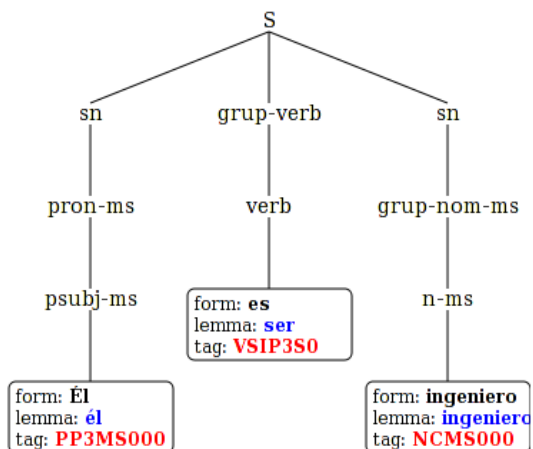 S
sn grup-verb sn
pron-ms verb grup-nom-ms
psubj-ms n-ms
form: es
lemma: ser
tag: VSIP3S0
form: Él
lemma: él
tag: PP3MS000
form: ingeniero
lemma: ingeniero
tag: NCMS000